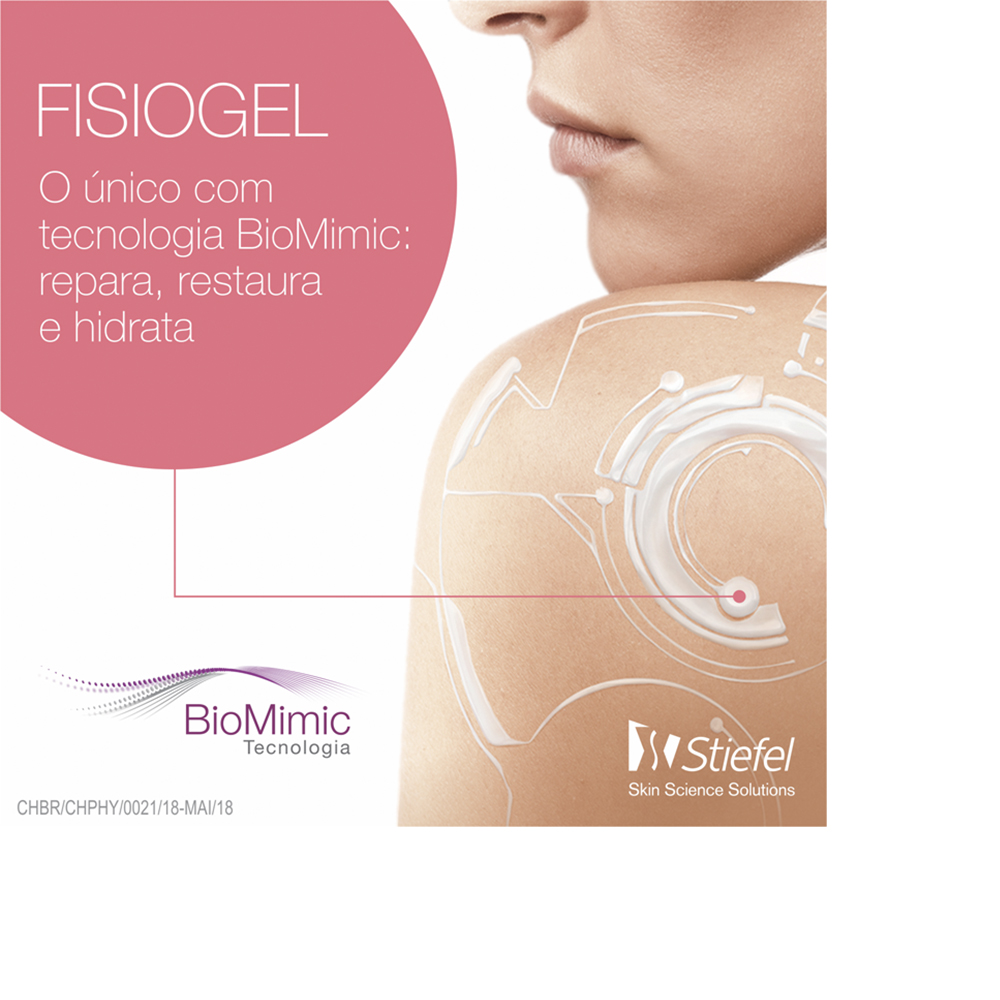 FISIOGEL
O único com
tecnologia BioMimic:
repara, restaura
e hidrata
BioMimic
Tecnologia
Stiefel
Skin Science Solutions
CHBR/CHPHY/0021/18-MAI/18